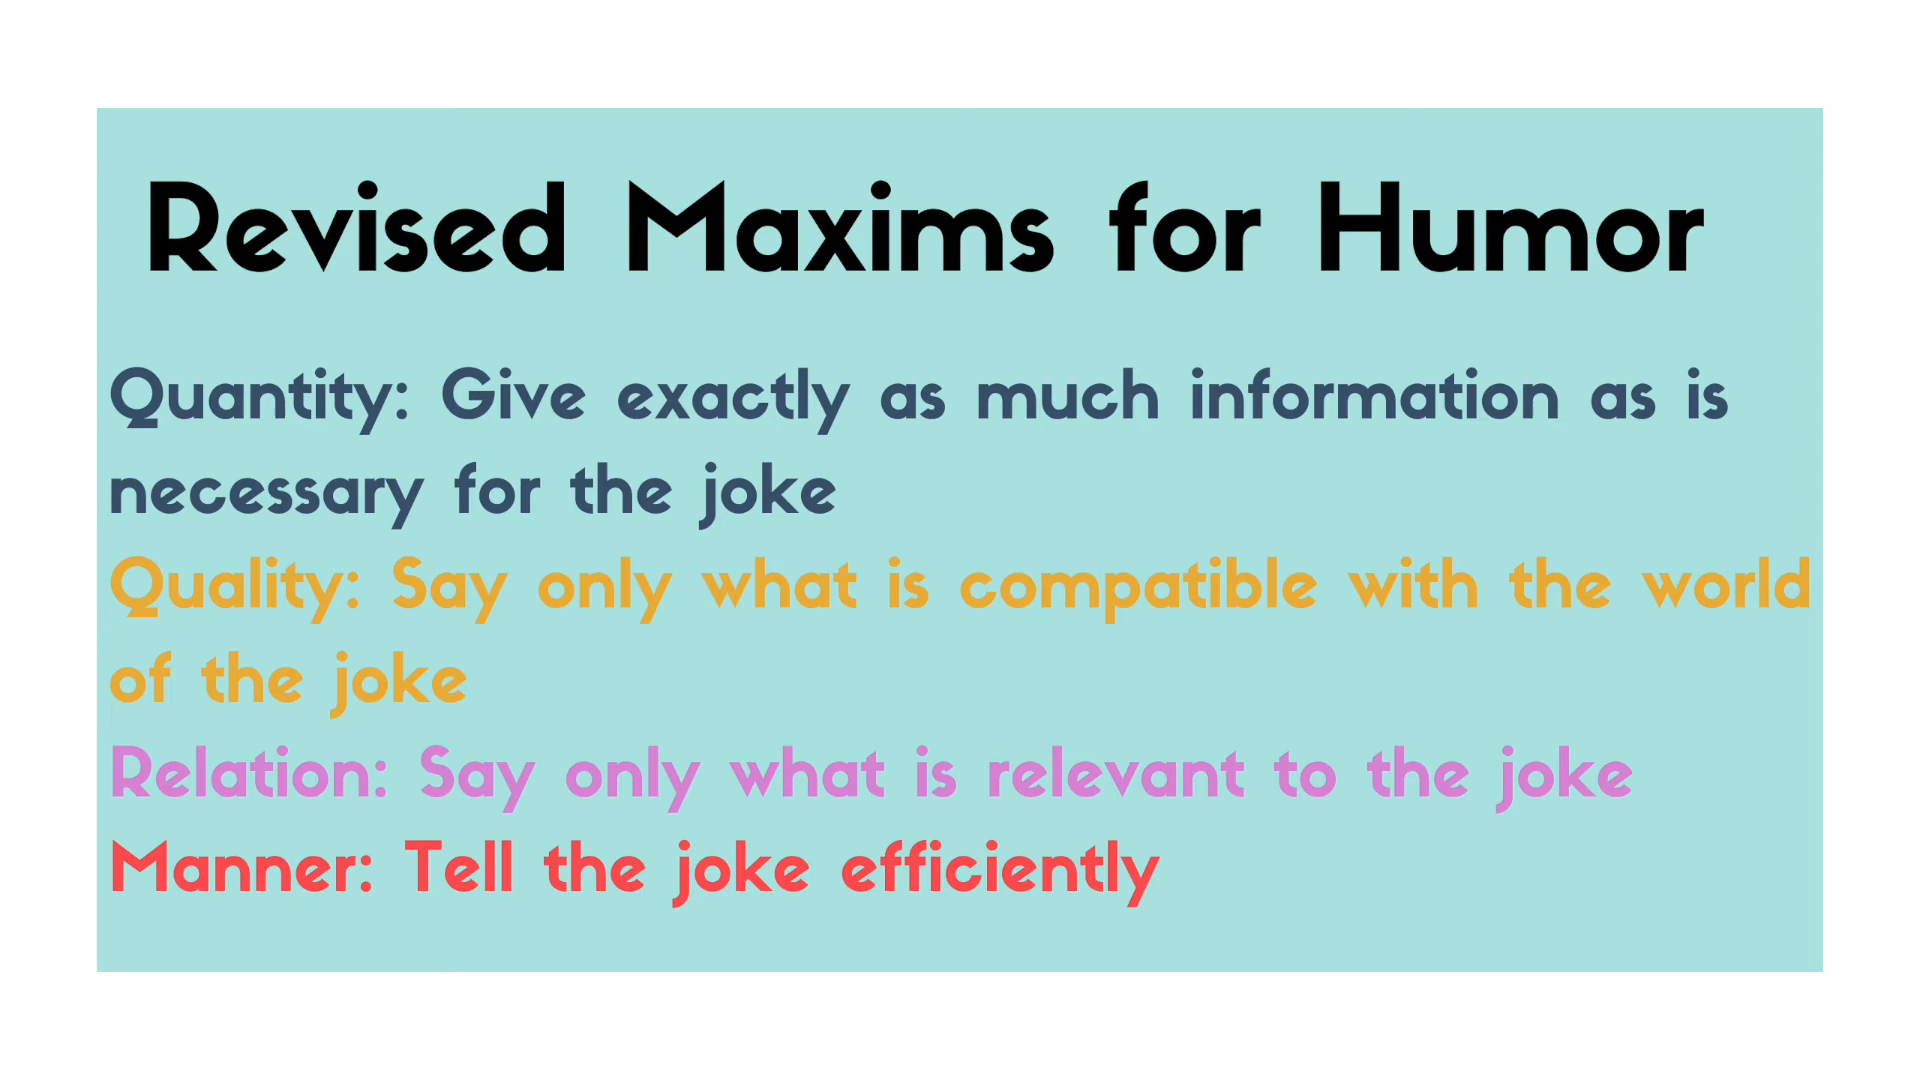 Revised Maxims for Humor
Quantity: Give exactly as much information as is
necessary for the joke
Quality: Say only what is compatible with the world
of the joke
Relation: Say only what is relevant to the joke
Manner: Tell the joke efficiently